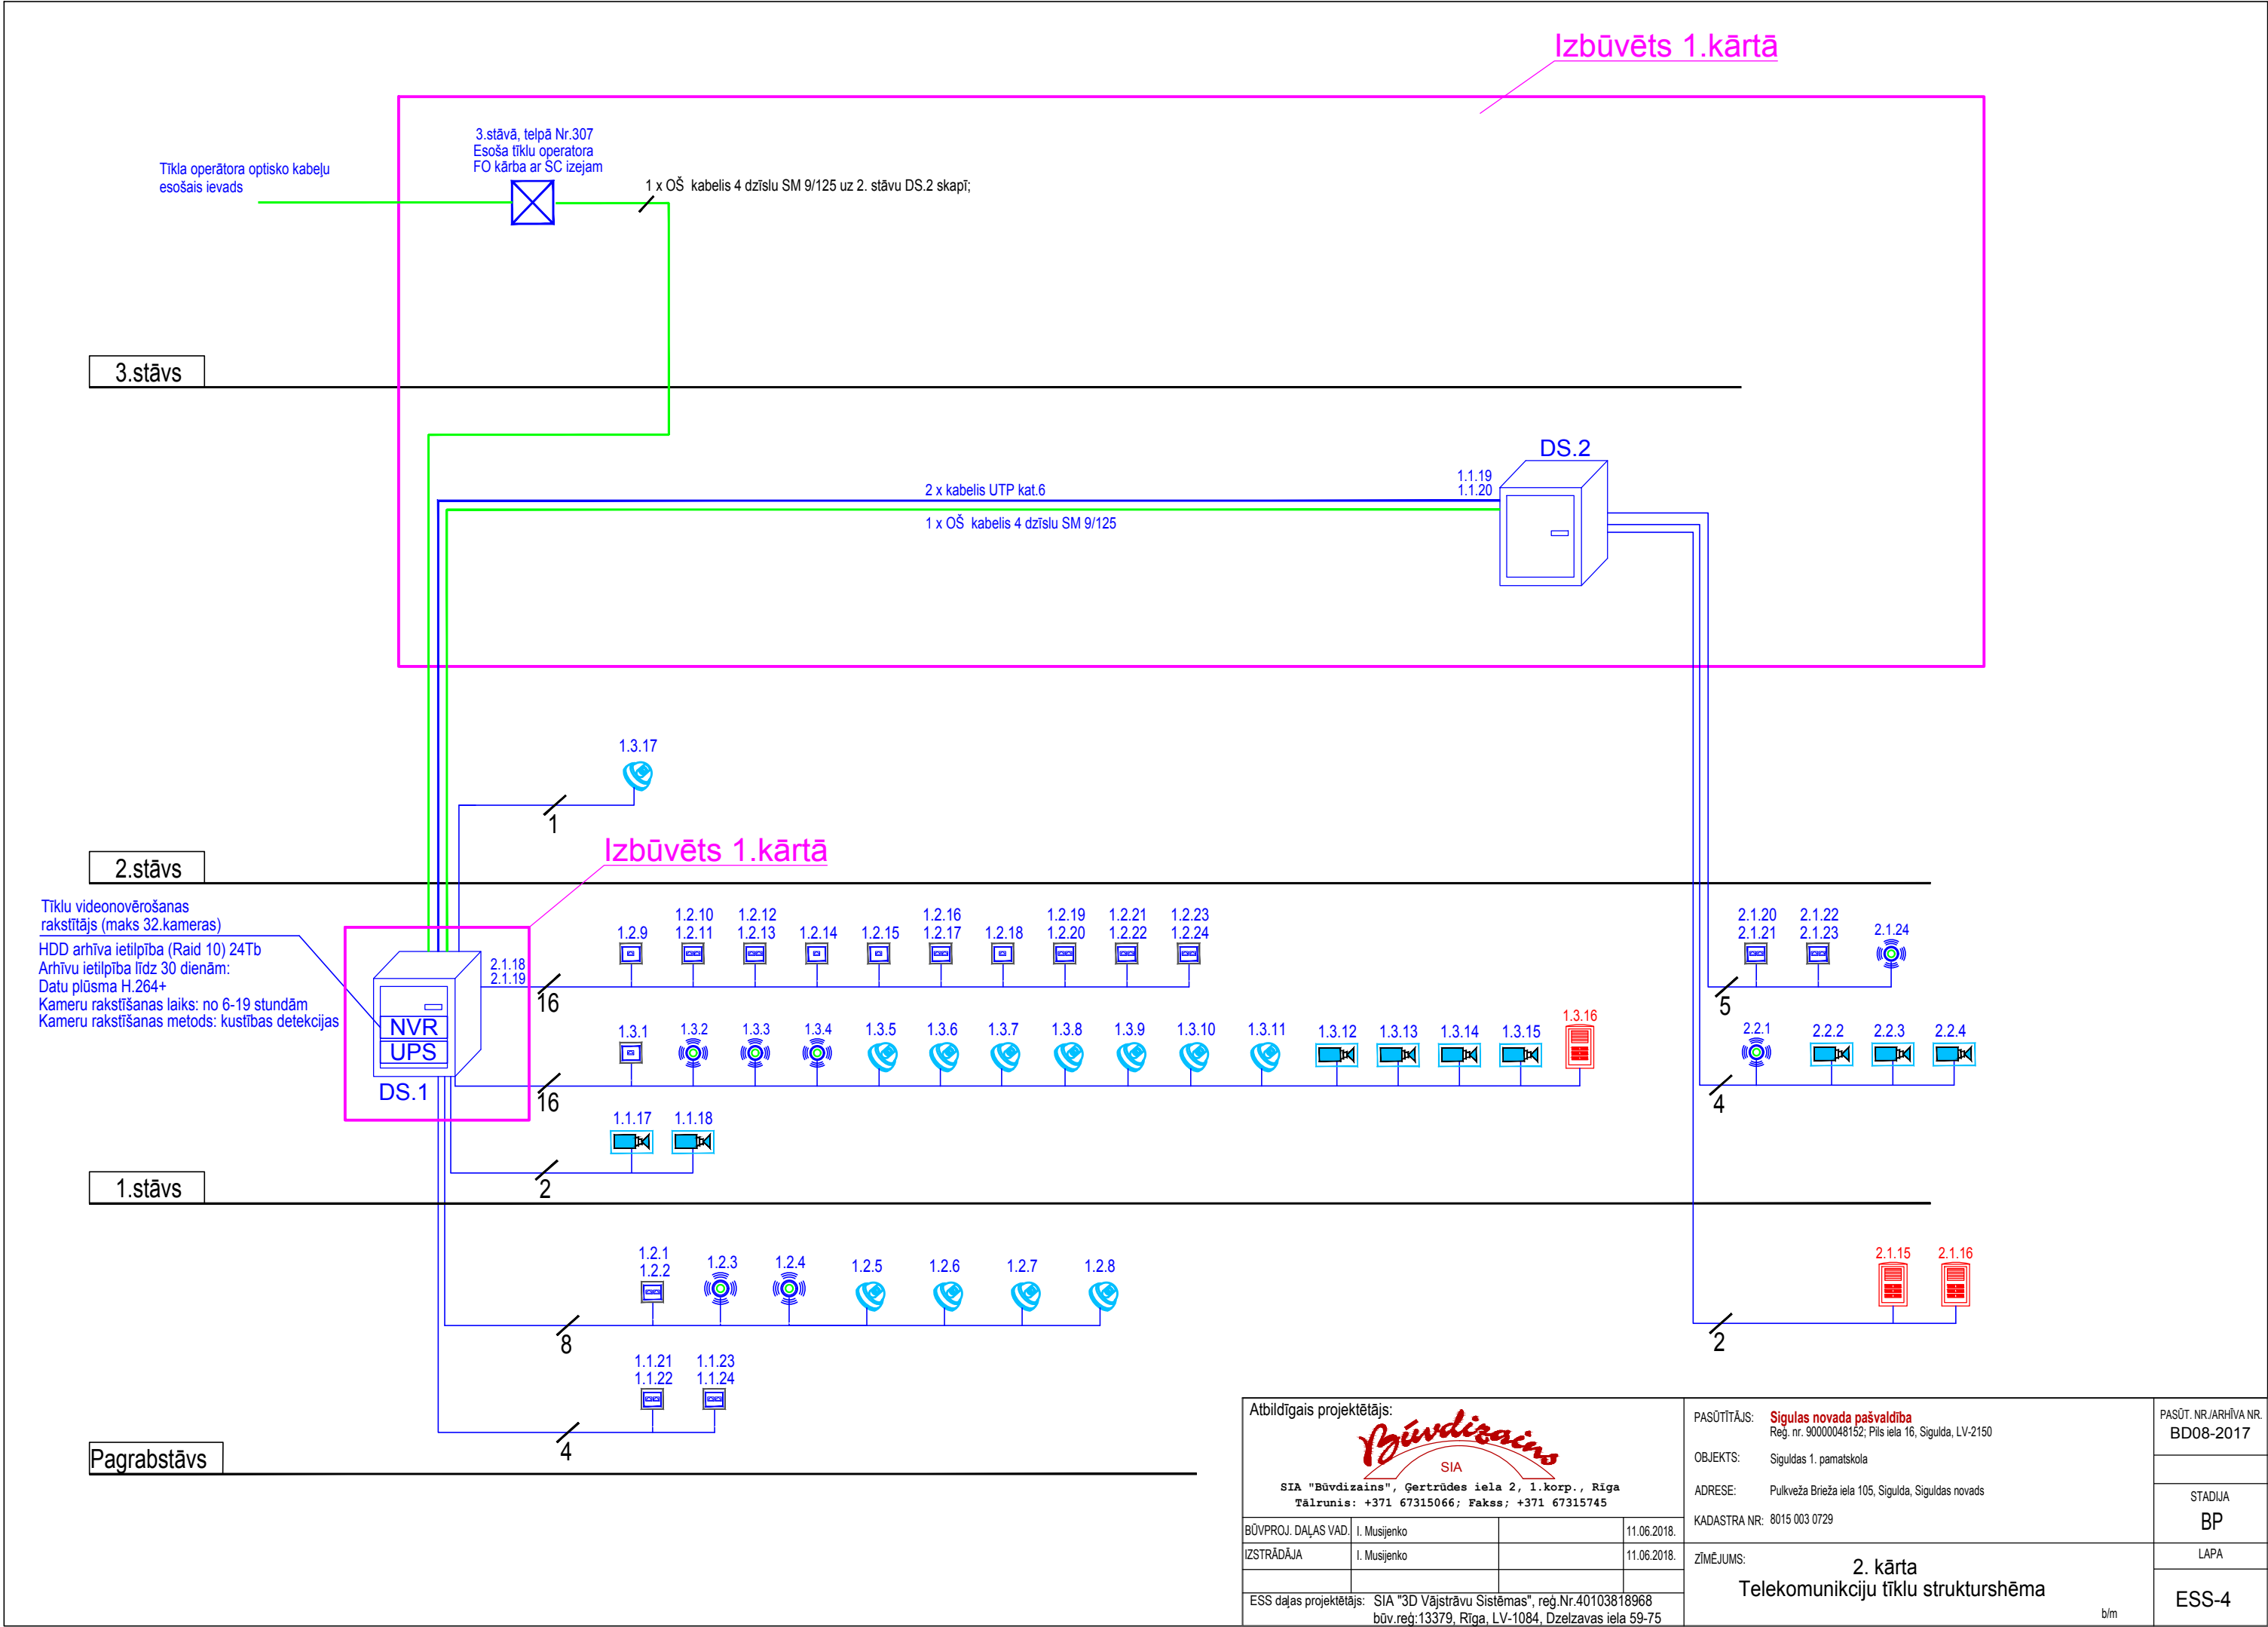 Izbūvēts 1.kārtā
3.stāvā, telpā Nr.307
Esoša tīklu operatora
FO kārba ar SC izejam
Tīkla operātora optisko kabeļu
esošais ievads
1 x OŠ kabelis 4 dzīslu SM 9/125 uz 2. stāvu DS.2 skapī;
3.stāvs
DS.2
1.1.19
1.1.20
2 x kabelis UTP kat.6
1 x OŠ kabelis 4 dzīslu SM 9/125
1.3.17
1
Izbūvēts 1.kārtā
2.stāvs
Tīklu videonovērošanas
rakstītājs (maks 32.kameras)
HDD arhīva ietilpība (Raid 10) 24Tb
Arhīvu ietilpība līdz 30 dienām:
Datu plūsma H.264+
Kameru rakstīšanas laiks: no 6-19 stundām
Kameru rakstīšanas metods: kustības detekcijas
NVR
UPS
DS.1
2.1.18
2.1.19
1.2.10 1.2.12 1.2.16 1.2.19 1.2.21 1.2.23
1.2.9 1.2.11 1.2.13 1.2.14 1.2.15 1.2.17 1.2.18 1.2.20 1.2.22 1.2.24
16
2.1.20 2.1.22
2.1.21 2.1.23 2.1.24
5
1.3.1 1.3.2 1.3.3 1.3.4 1.3.5 1.3.6 1.3.7 1.3.8 1.3.9 1.3.10 1.3.11 1.3.12 1.3.13 1.3.14 1.3.15 1.3.16
16
2.2.1 2.2.2 2.2.3 2.2.4
4
1.1.17 1.1.18
2
1.stāvs
1.2.1
1.2.2 1.2.3 1.2.4 1.2.5 1.2.6 1.2.7 1.2.8
8
2.1.15 2.1.16
2
1.1.21 1.1.23
1.1.22 1.1.24
4
Pagrabstāvs
Atbildīgais projektētājs:
Būvdizains
SIA
SIA "Būvdizains", Ģertrūdes iela 2, 1.korp., Rīga
Tālrunis: +371 67315066; Fakss; +371 67315745
BŪVPROJ. DAĻAS VAD. I. Musijenko 11.06.2018.
IZSTRĀDĀJA I. Musijenko 11.06.2018.
ESS daļas projektētājs: SIA "3D Vājstrāvu Sistēmas", reģ.Nr.40103818968
būv.reģ:13379, Rīga, LV-1084, Dzelzavas iela 59-75
PASŪTĪTĀJS: Sigulas novada pašvaldība
Reģ. nr. 90000048152; Pils iela 16, Sigulda, LV-2150
OBJEKTS: Siguldas 1. pamatskola
ADRESE: Pulkveža Brieža iela 105, Sigulda, Siguldas novads
KADASTRA NR: 8015 003 0729
ZĪMĒJUMS:
2. kārta
Telekomunikciju tīklu strukturshēma
b/m
PASŪT. NR./ARHĪVA NR.
BD08-2017
STADIJA
BP
LAPA
ESS-4